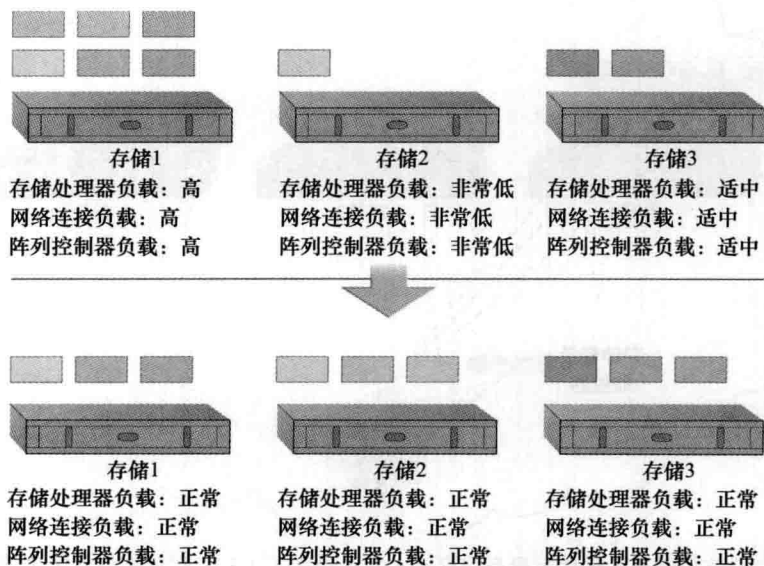 存储1 存储2 存储3
存储处理器负载：高 存储处理器负载：非常低 存储处理器负载：适中
网络连接负载：高 网络连接负载：非常低 网络连接负载：适中
阵列控制器负载：高 阵列控制器负载：非常低 阵列控制器负载：适中
存储1 存储2 存储3
存储处理器负载：正常 存储处理器负载：正常 存储处理器负载：正常
网络连接负载：正常 网络连接负载：正常 网络连接负载：正常
阵列控制器负载：正常 阵列控制器负载：正常 阵列控制器负载：正常